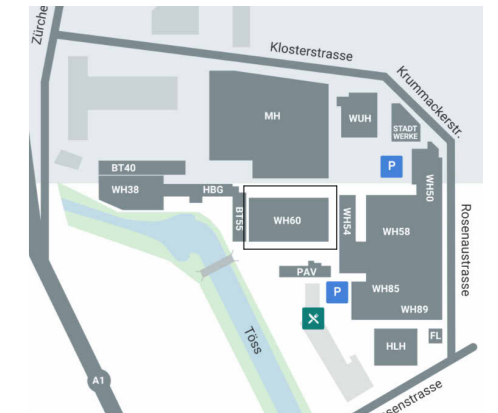 Zürche
Klosterstrasse
Krummackerstr.
MH
WUH
STADT
WERKE
P
BT40
WH38
HBG
BT55
WH60
WH54
WH50
WH58
Rosenaustrasse
PAV
P
WH85
WH89
Töss
HLH
FL
A1
senstrasse